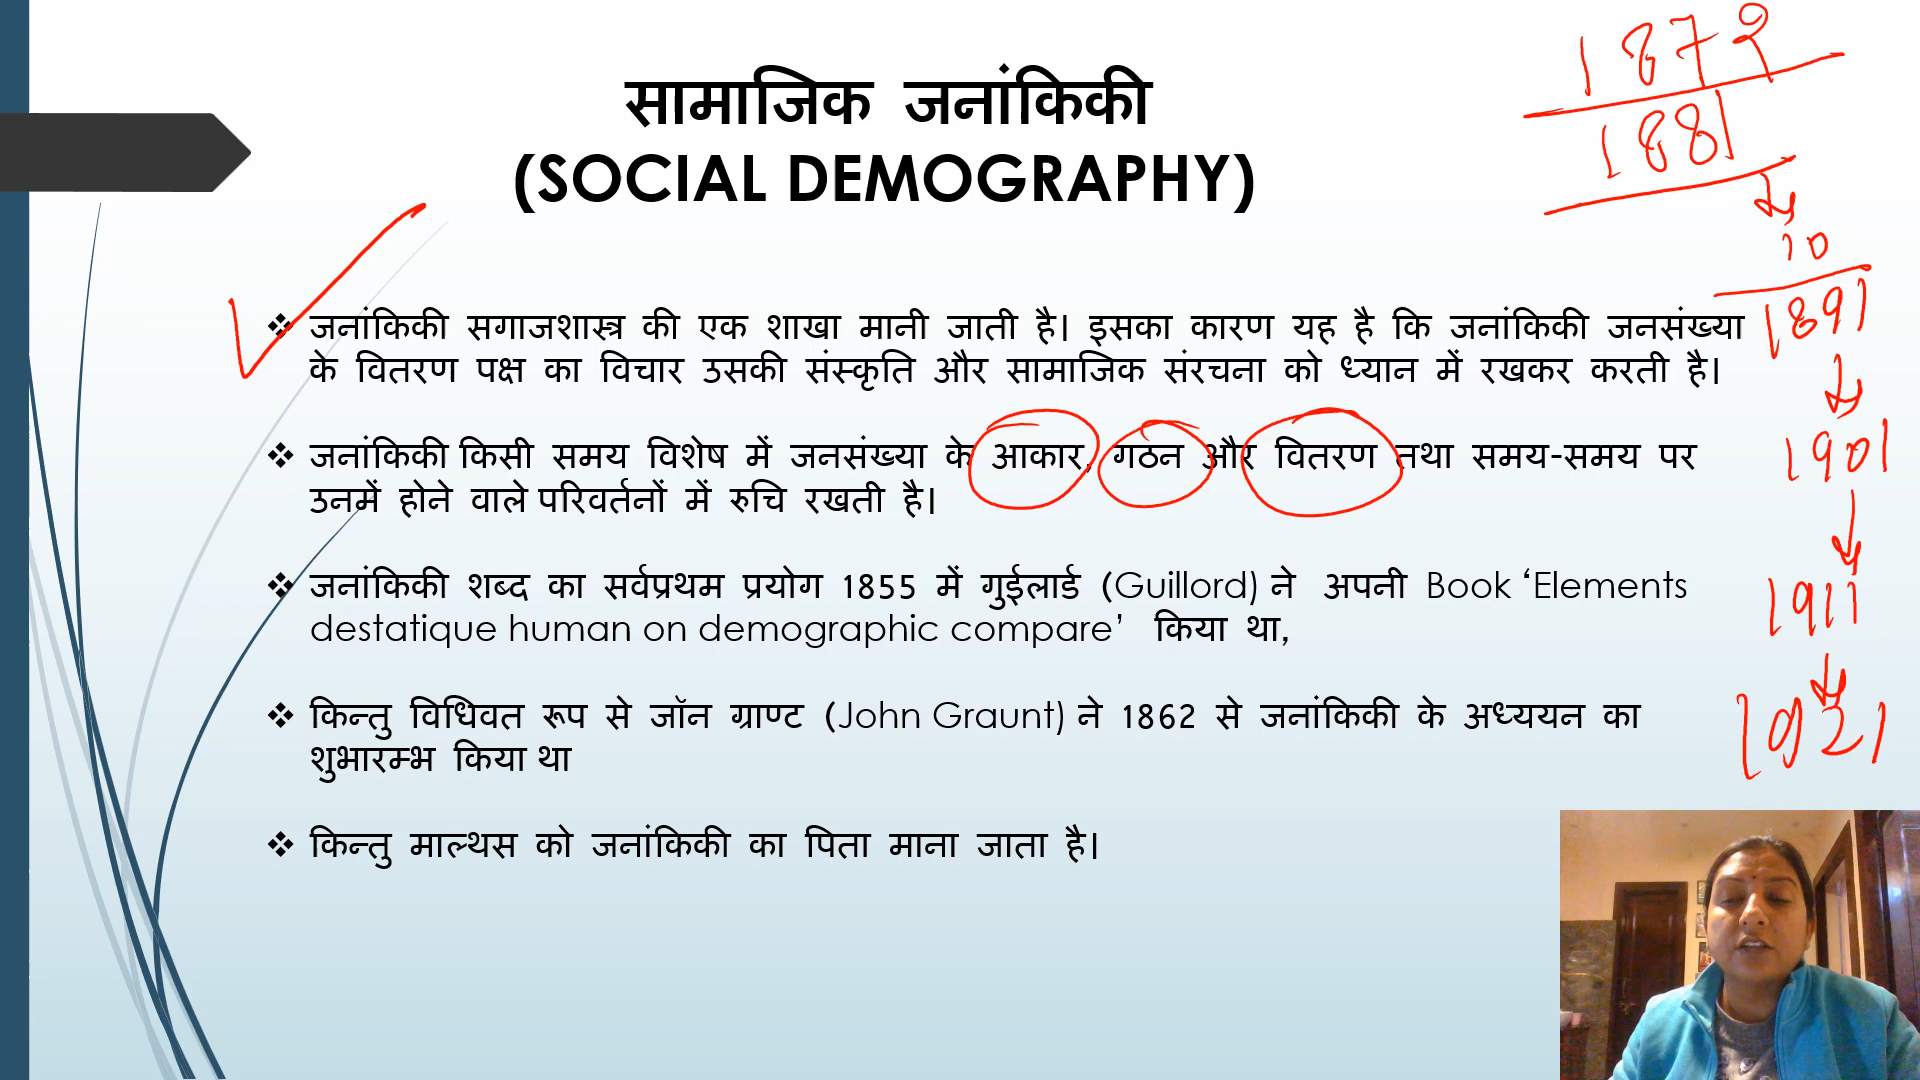 सामाजिक जनांकिकी
(SOCIAL DEMOGRAPHY)
❖ जनांकिकी सगाजशास्त्र की एक शाखा मानी जाती है। इसका कारण यह है कि जनांकिकी जनसंख्या
के वितरण पक्ष का विचार उसकी संस्कृति और सामाजिक संरचना को ध्यान में रखकर करती है।
❖ जनांकिकी किसी समय विशेष में जनसंख्या के आकार, गठन और वितरण तथा समय-समय पर
उनमें होने वाले परिवर्तनों में रुचि रखती है।
❖ जनांकिकी शब्द का सर्वप्रथम प्रयोग 1855 में गुईलार्ड (Guillord) ने अपनी Book ‘Elements
destatique human on demographic compare’ किया था,
❖ किन्तु विधिवत रूप से जॉन ग्राण्ट (John Graunt) ने 1862 से जनांकिकी के अध्ययन का
शुभारम्भ किया था
❖ किन्तु माल्थस को जनांकिकी का पिता माना जाता है।
1872
1881
10
1891
1901
1911
1921